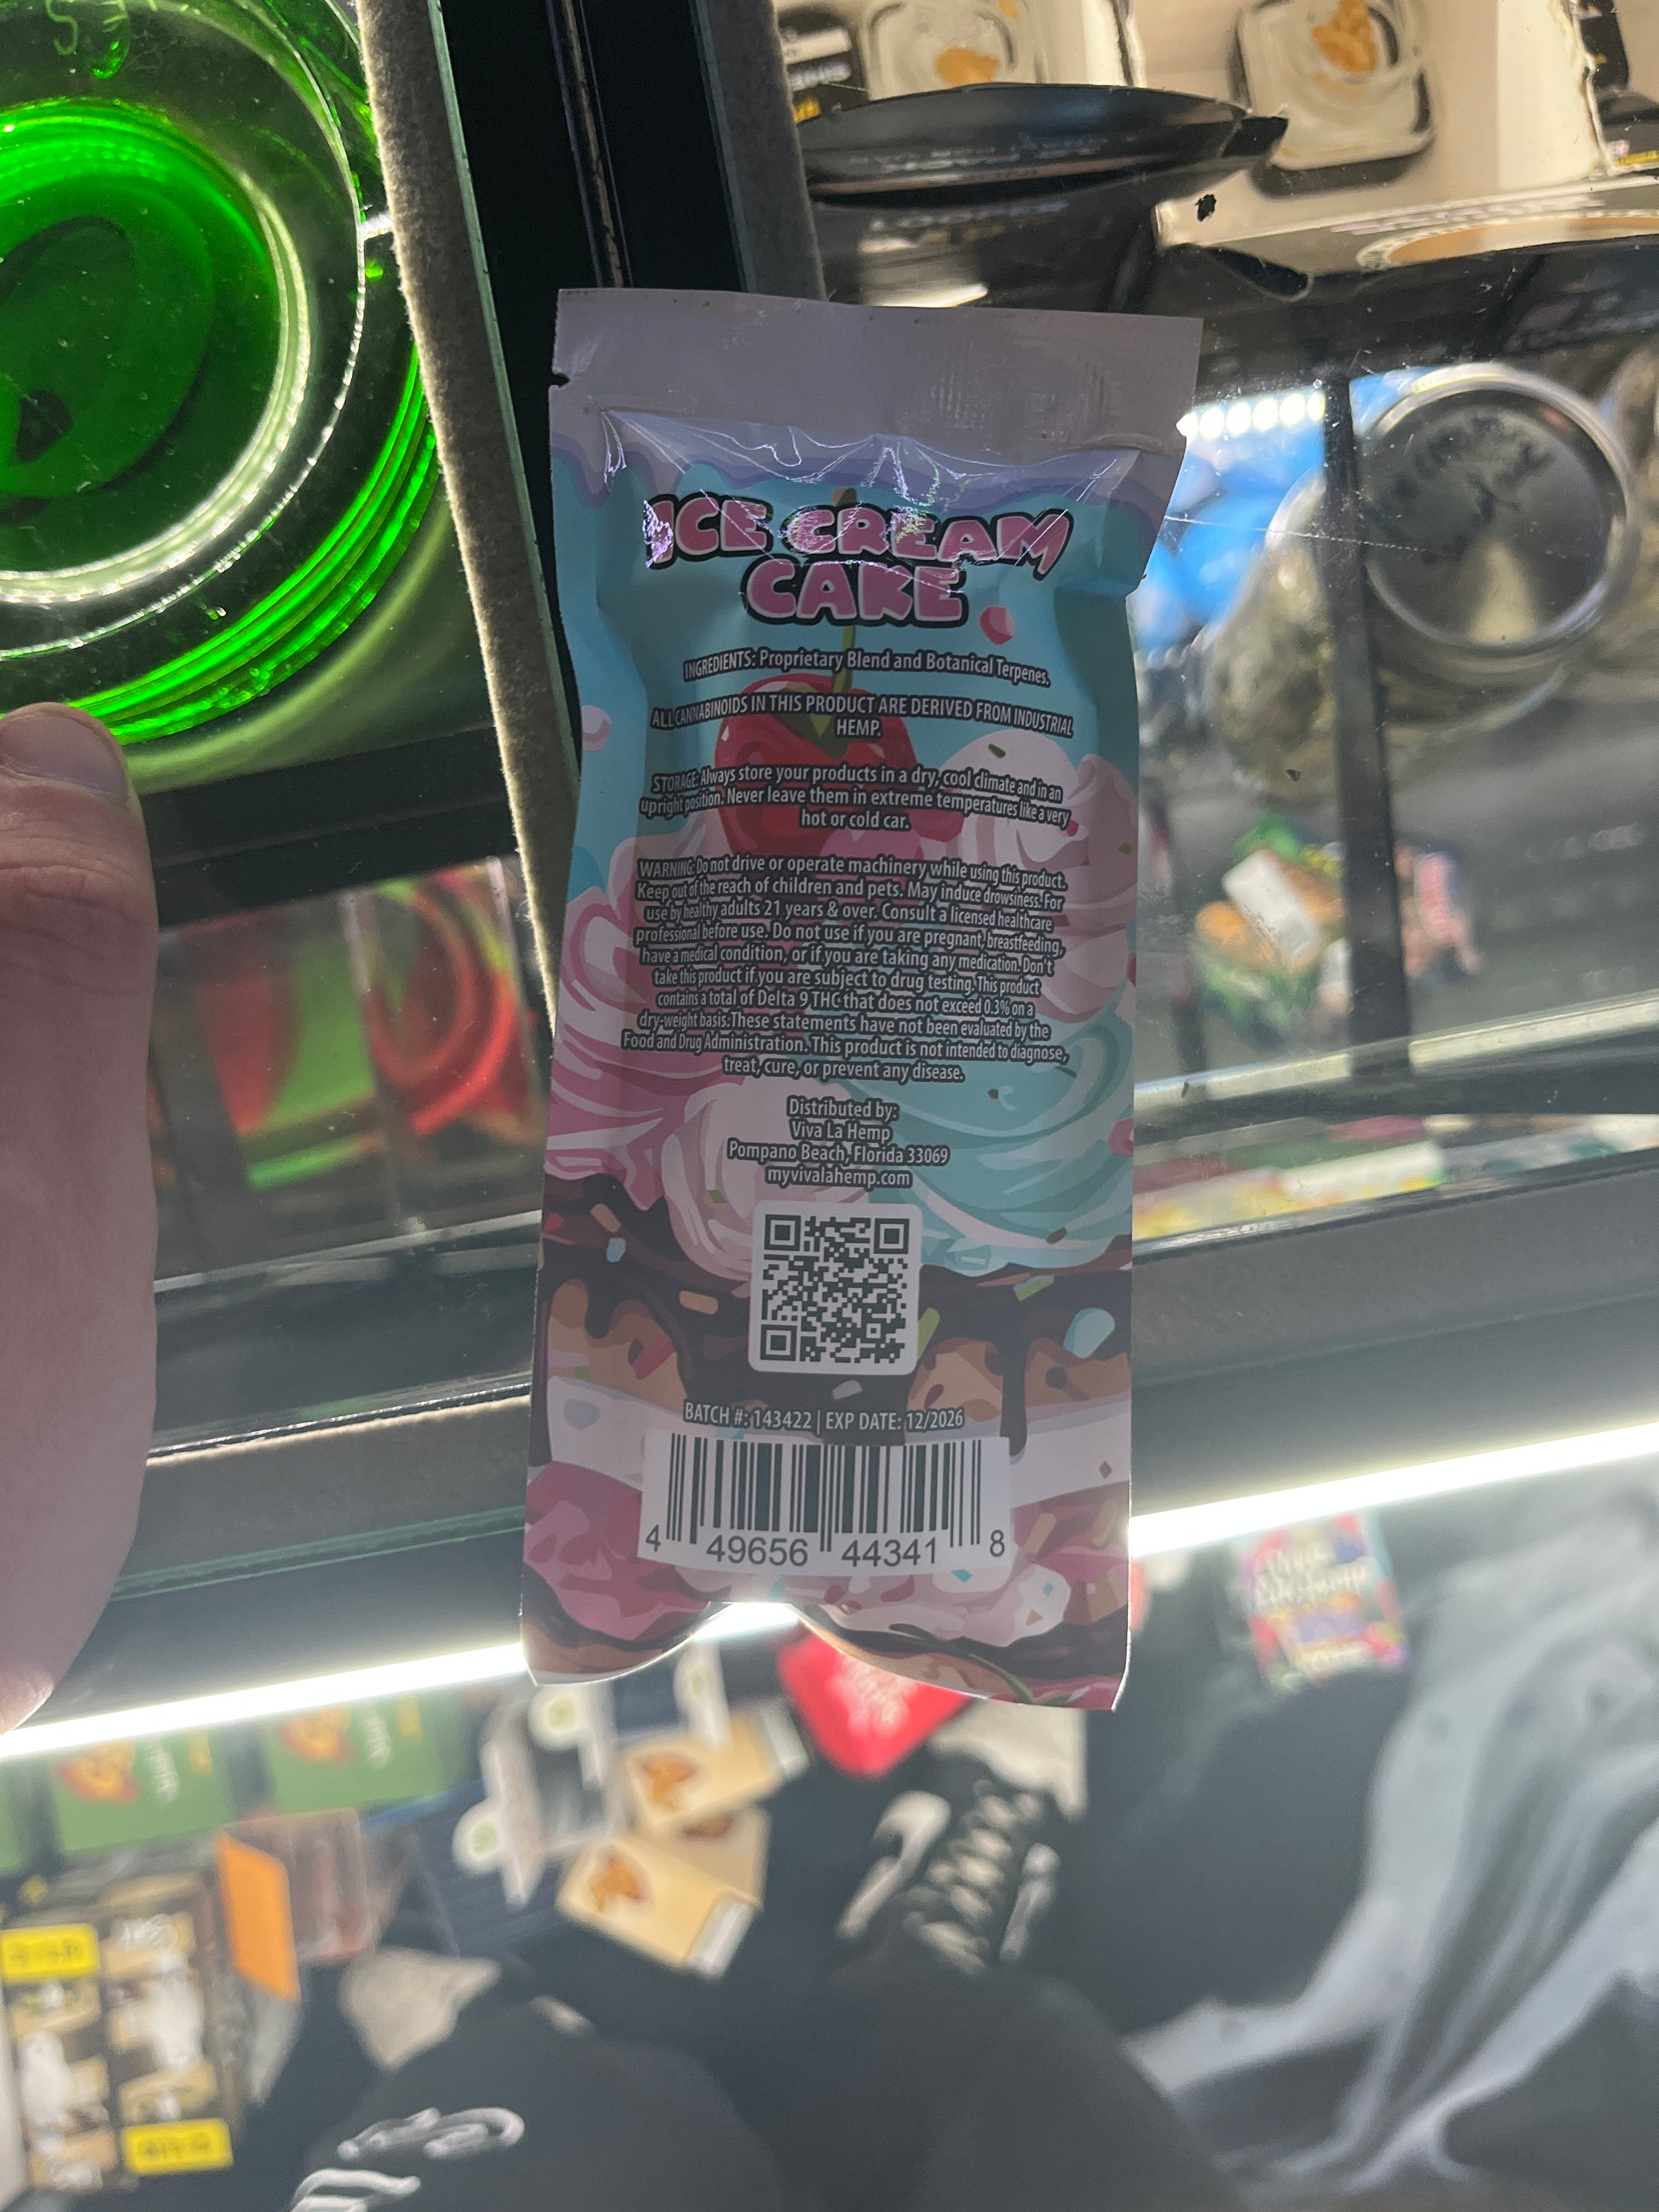 ICE CREAM
CAKE
INGREDIENTS: Proprietary Blend and Botanical Terpenes.
ALL CANNABINOIDS IN THIS PRODUCT ARE DERIVED FROM INDUSTRIAL
HEMP.
STORAGE: Always store your products in a dry, cool climate and in an
upright position. Never leave them in extreme temperatures like a very
hot or cold car.
WARNING: Do not drive or operate machinery while using this product.
Keep out of the reach of children and pets. May induce drowsiness. For
use by healthy adults 21 years & over. Consult a licensed healthcare
professional before use. Do not use if you are pregnant, breastfeeding,
have a medical condition, or if you are taking any medication. Don't
take this product if you are subject to drug testing. This product
contains a total of Delta 9 THC that does not exceed 0.3% on a
dry-weight basis. These statements have not been evaluated by the
Food and Drug Administration. This product is not intended to diagnose,
treat, cure, or prevent any disease.
Distributed by:
Viva La Hemp
Pompano Beach, Florida 33069
myvivalahemp.com
BATCH #: 143422 | EXP DATE: 12/2026
4 49656 44341 8